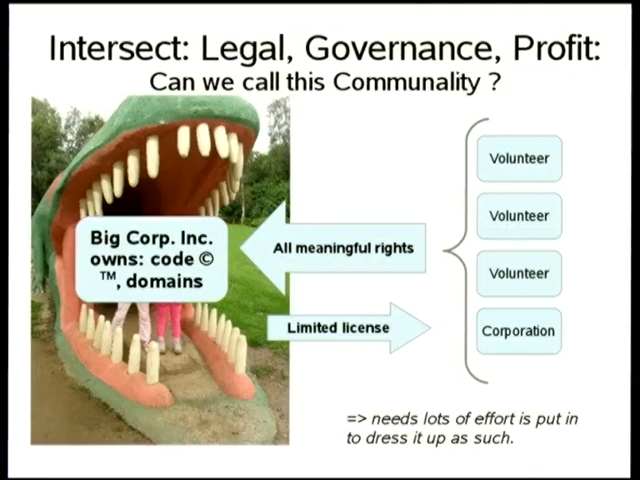 Intersect: Legal, Governance, Profit:
Can we call this Communality ?
Big Corp. Inc.
owns: code ©
™, domains
All meaningful rights
Limited license
Volunteer
Volunteer
Volunteer
Corporation
=> needs lots of effort is put in
to dress it up as such.